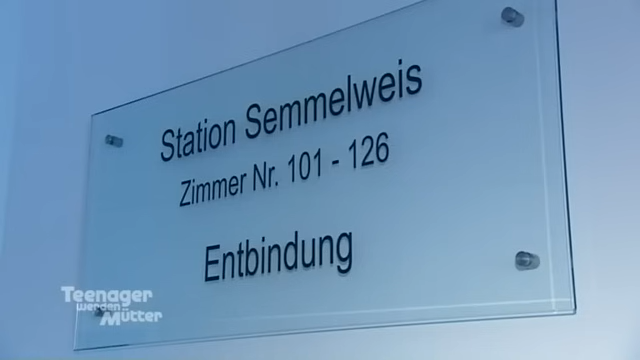 Station Semmelweis
Zimmer Nr. 101 - 126
Entbindung
Teenager
werden
Mütter